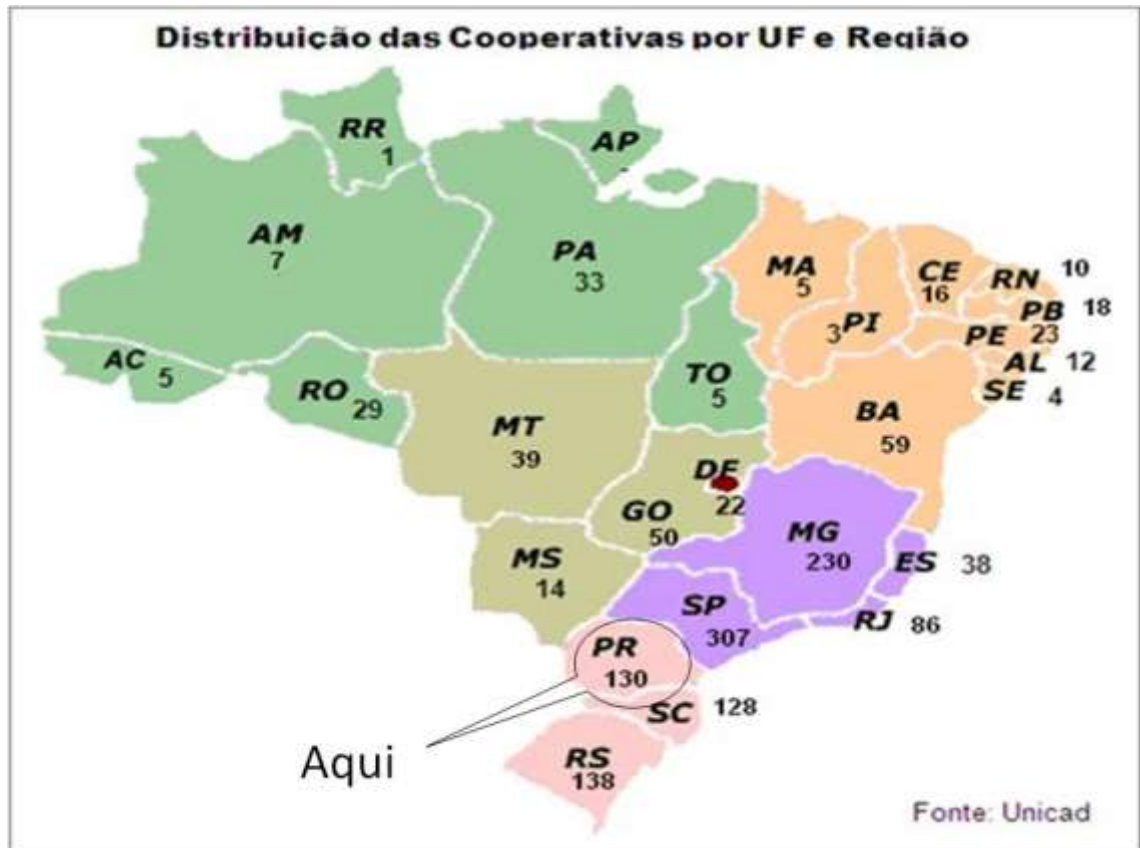 Distribuição das Cooperativas por UF e Região
RR
1
AP
-
AM
7
PA
33
MA
5
CE
16
RN 10
PB 18
3 PI
PE 23
AL 12
SE 4
AC 5
RO 29
TO
5
BA
59
MT
39
DF
22
GO
50
MG
230
ES 38
MS
14
SP
307
RJ 86
PR
130
SC 128
Aqui
RS
138
Fonte: Unicad